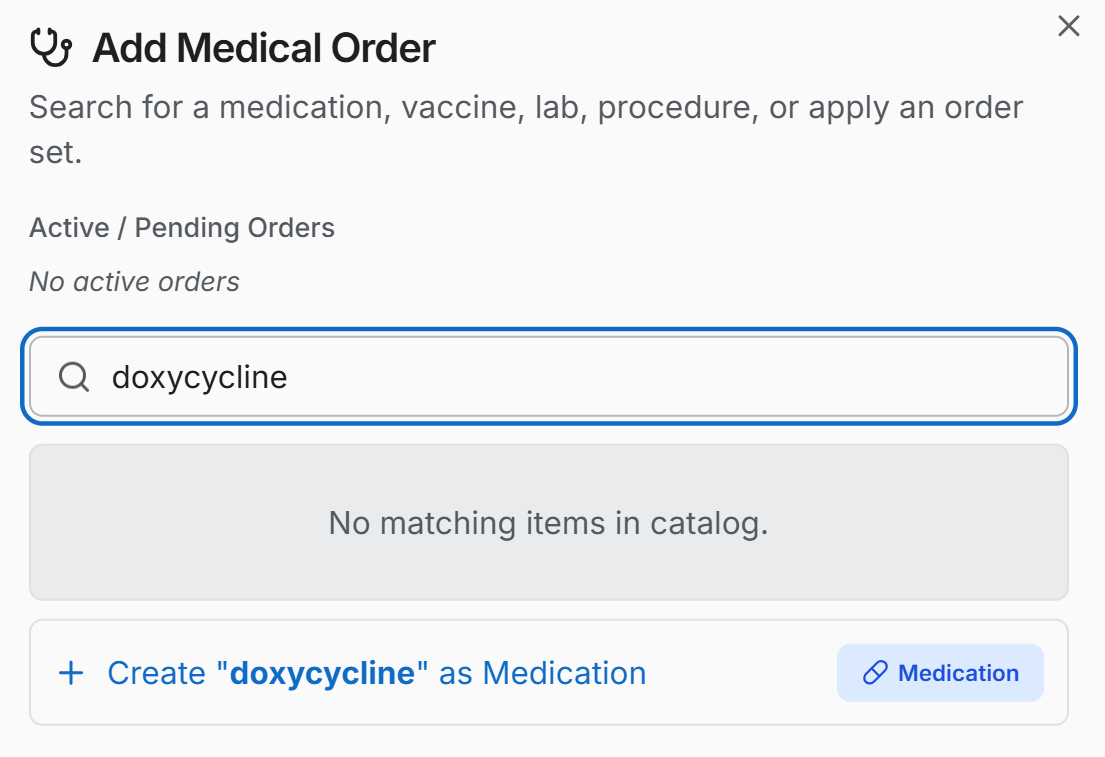 Add Medical Order
Search for a medication, vaccine, lab, procedure, or apply an order
set.
Active / Pending Orders
No active orders
doxycycline
No matching items in catalog.
Create "doxycycline" as Medication
Medication